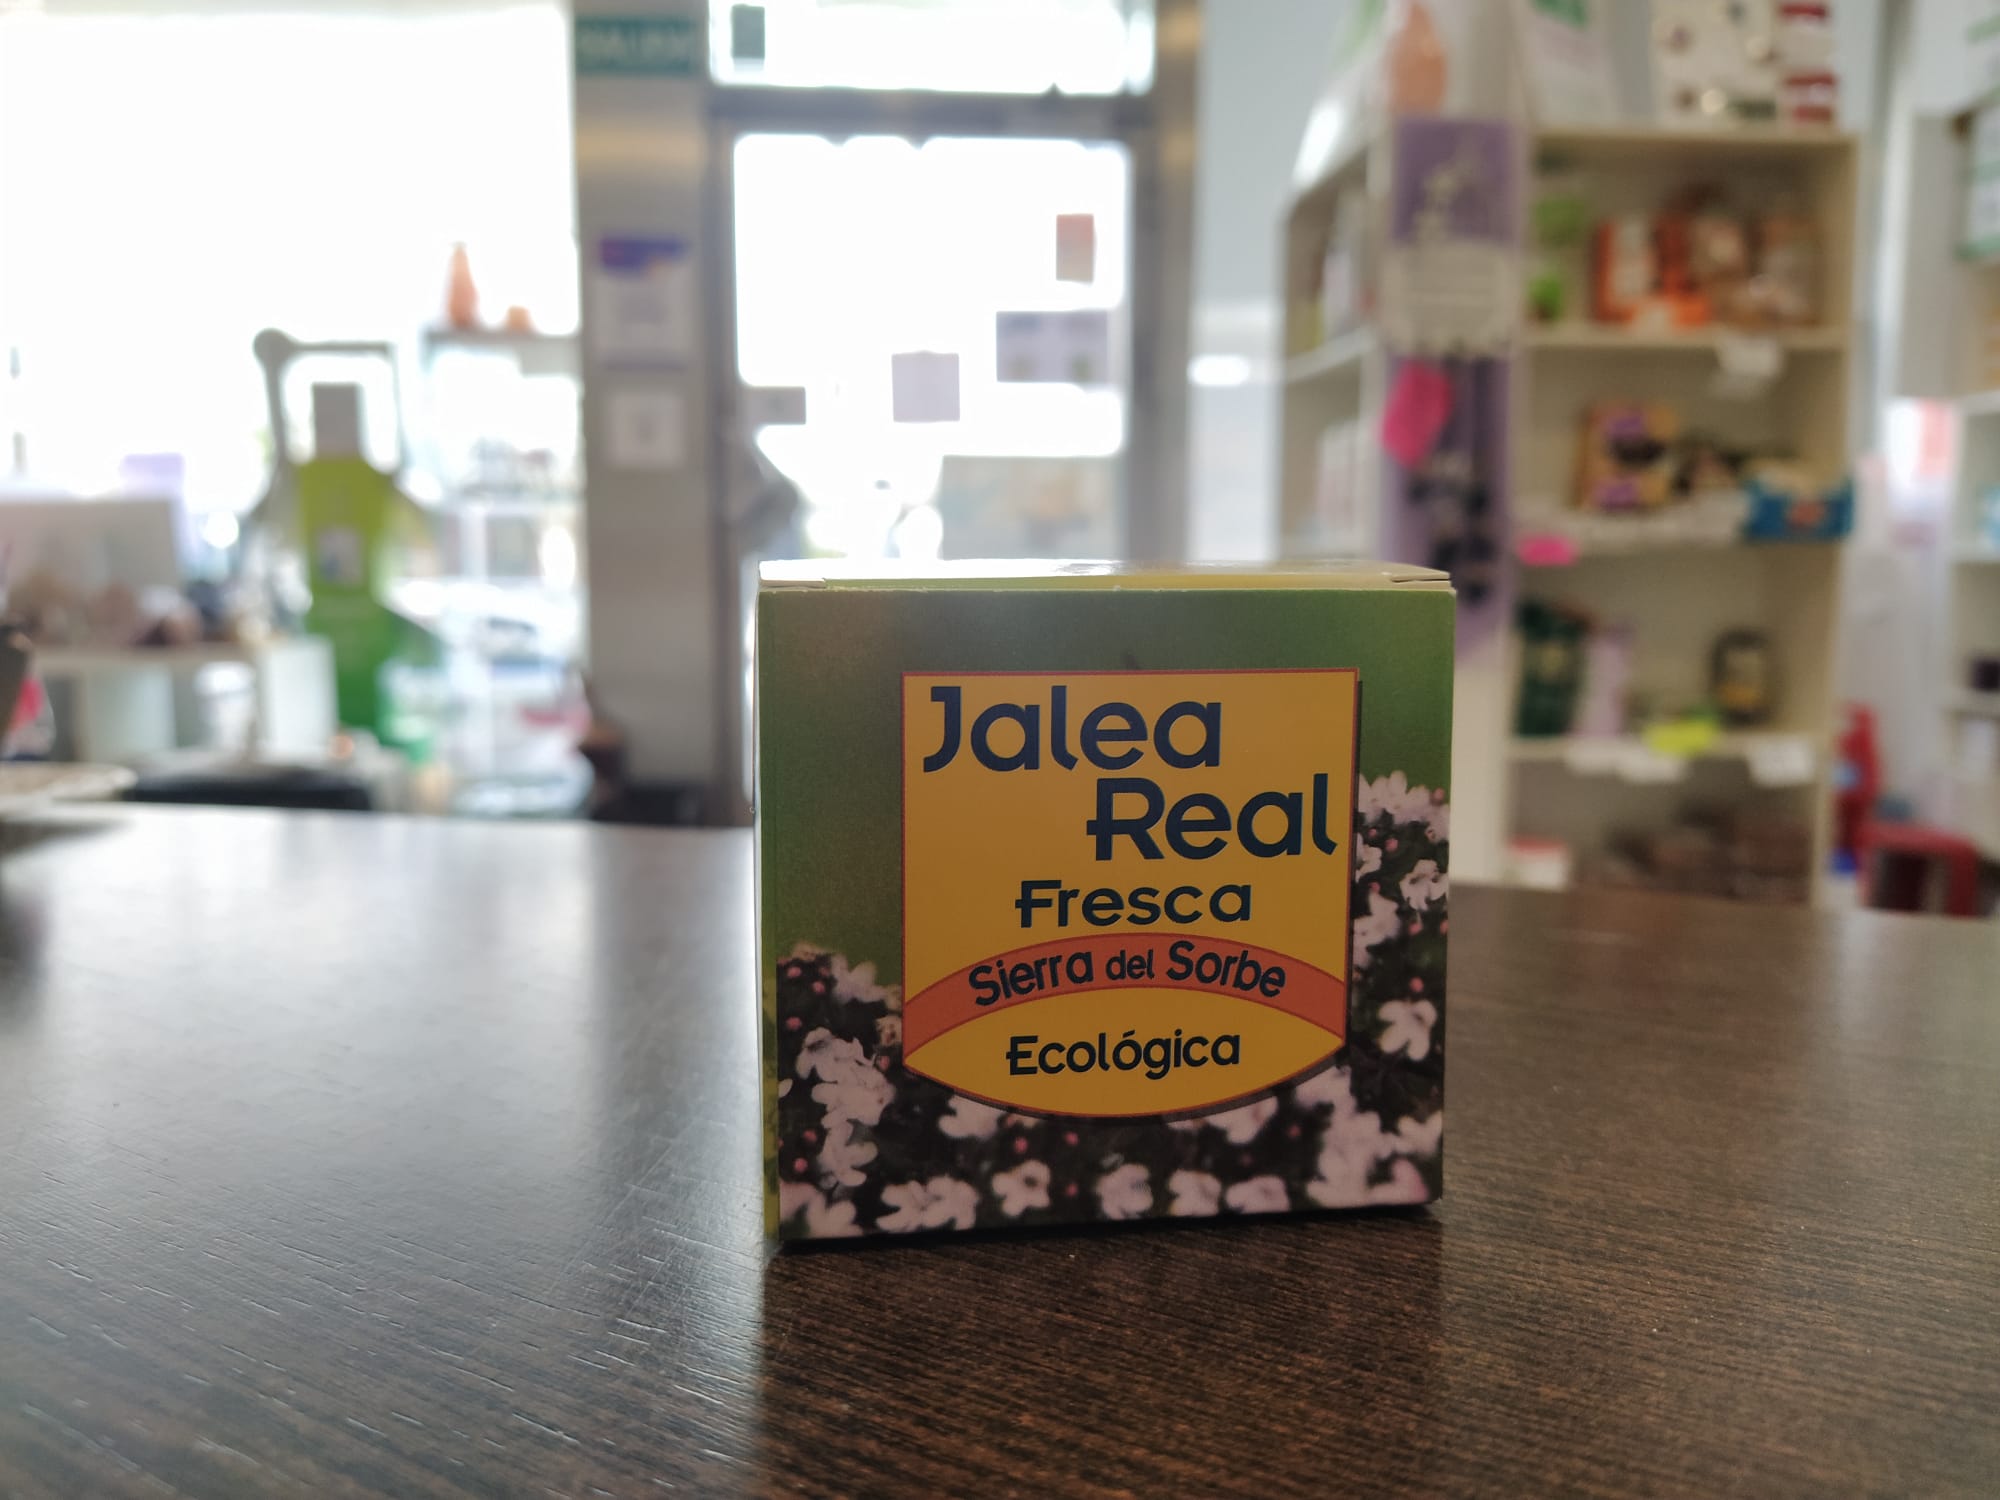 Jalea
Real
Fresca
Sierra del Sorbe
Ecológica